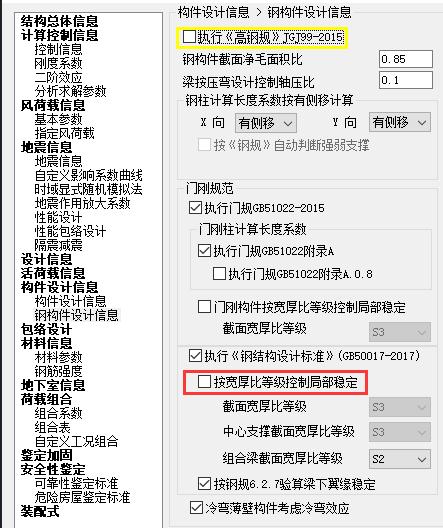 结构总体信息
计算控制信息
控制信息
刚度系数
二阶效应
分析求解参数
风荷载信息
基本参数
指定风荷载
地震信息
地震信息
自定义影响系数曲线
时域显式随机模拟法
地震作用放大系数
性能设计
性能包络设计
隔震减震
设计信息
活荷载信息
构件设计信息
构件设计信息
钢构件设计信息
包络设计
材料信息
材料参数
钢筋强度
地下室信息
荷载组合
组合系数
组合表
自定义工况组合
鉴定加固
安全性鉴定
可靠性鉴定标准
危险房屋鉴定标准
装配式
构件设计信息 > 钢构件设计信息
执行《高钢规》JGJ99-2015
钢构件截面净毛面积比 0.85
梁按压弯设计控制轴压比 0.1
钢柱计算长度系数按有侧移计算
X 向 有侧移 Y 向 有侧移
按《钢规》自动判断强弱支撑
门刚规范
执行门规GB51022-2015
门刚柱计算长度系数
执行门规GB51022附录A
执行门规GB51022附录A.0.8
门刚构件按宽厚比等级控制局部稳定
截面宽厚比等级 S3
执行《钢结构设计标准》(GB50017-2017)
按宽厚比等级控制局部稳定
截面宽厚比等级 S3
中心支撑截面宽厚比等级 S3
组合梁截面宽厚比等级 S2
按钢规6.2.7验算梁下翼缘稳定
冷弯薄壁构件考虑冷弯效应